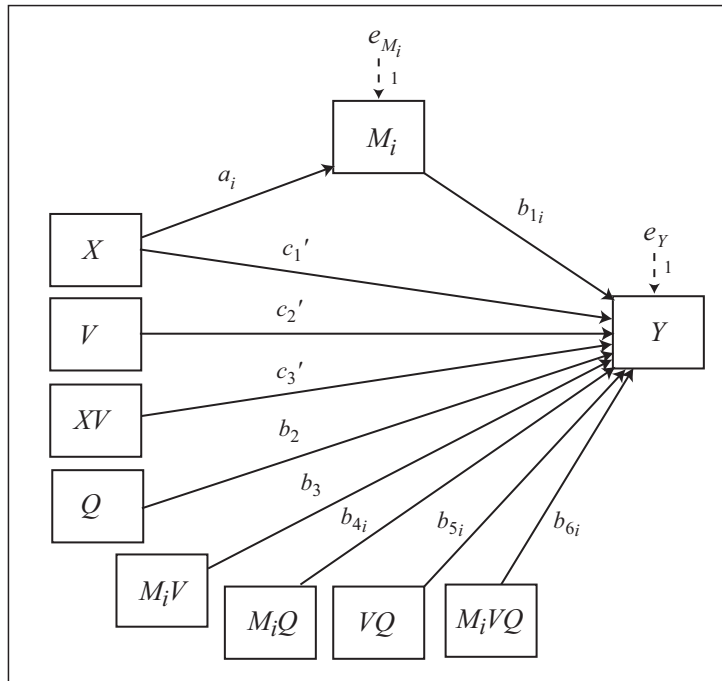 e_{M_i}
1
M_i
a_i
b_{1i}
X
c_1'
e_Y
1
V
c_2'
Y
XV
c_3'
Q
b_2
b_3
b_{4i}
b_{5i}
b_{6i}
M_iV
M_iQ
VQ
M_iVQ